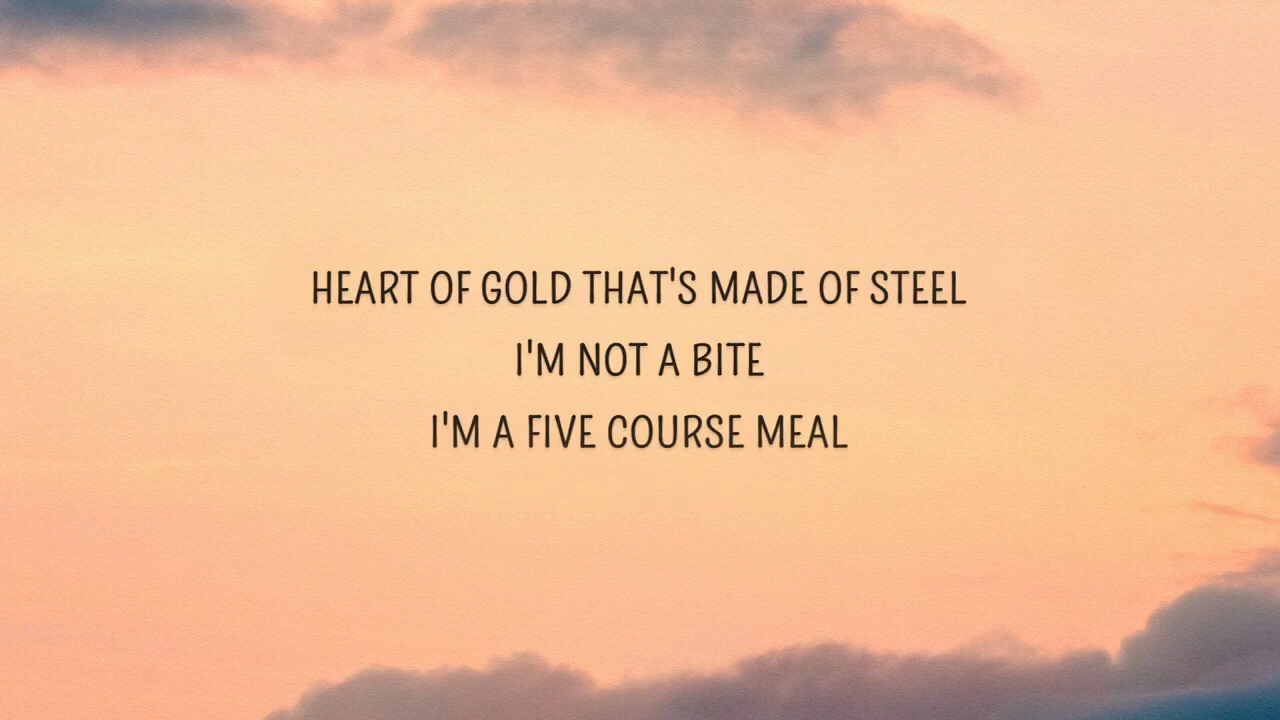 HEART OF GOLD THAT'S MADE OF STEEL
I'M NOT A BITE
I'M A FIVE COURSE MEAL